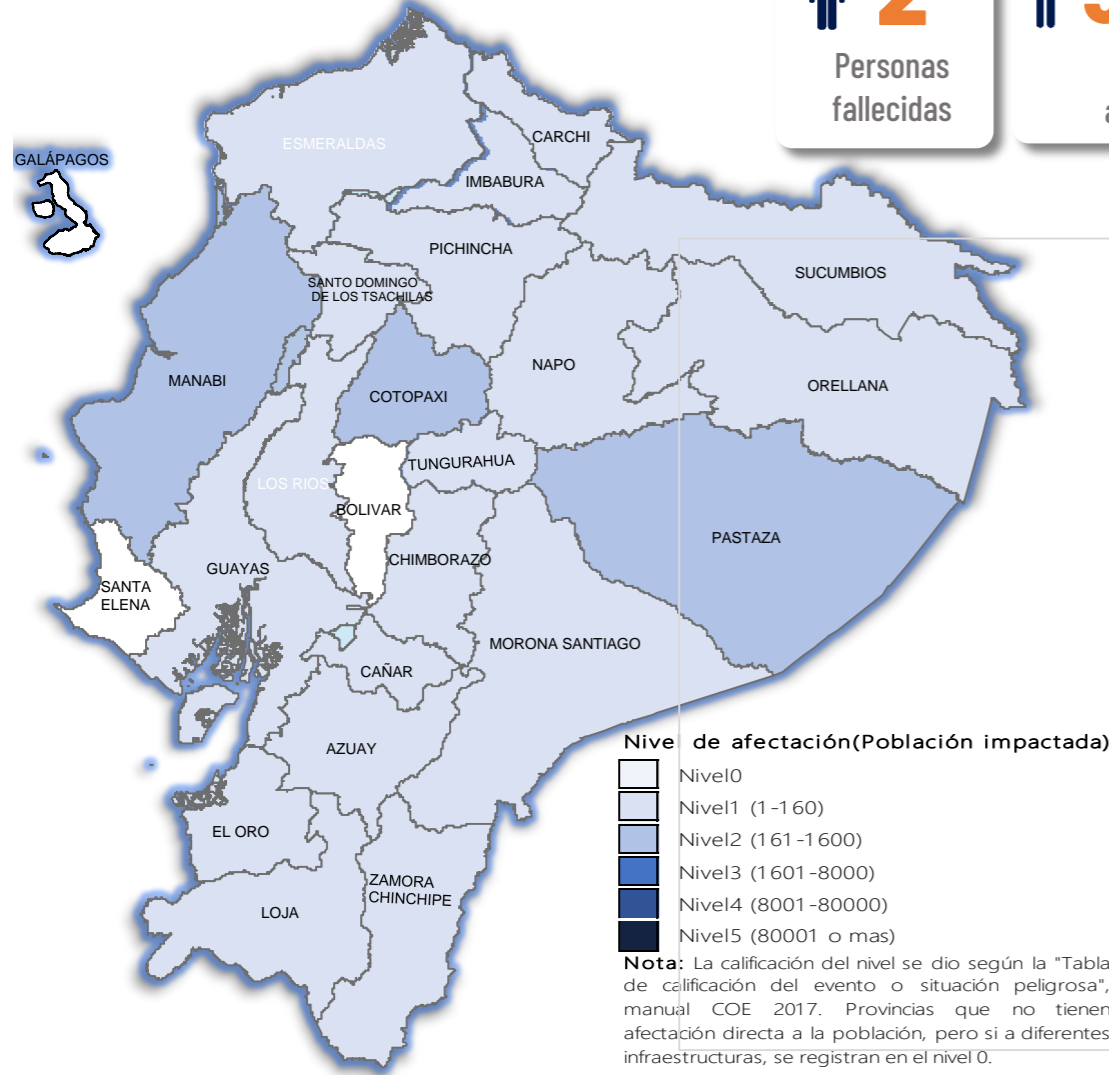 2
Personas
fallecidas
GALÁPAGOS
ESMERALDAS
CARCHI
IMBABURA
PICHINCHA
SUCUMBIOS
SANTO DOMINGO
DE LOS TSACHILAS
NAPO
MANABI
ORELLANA
COTOPAXI
TUNGURAHUA
LOS RIOS
BOLIVAR
PASTAZA
CHIMBORAZO
GUAYAS
SANTA
ELENA
MORONA SANTIAGO
CAÑAR
AZUAY
EL ORO
ZAMORA
CHINCHIPE
LOJA
Nivel de afectación(Población impactada)
Nivel0
Nivel1 (1-160)
Nivel2 (161-1600)
Nivel3 (1601-8000)
Nivel4 (8001-80000)
Nivel5 (80001 o mas)
Nota: La calificación del nivel se dio según la "Tabla
de calificación del evento o situación peligrosa",
manual COE 2017. Provincias que no tienen
afectación directa a la población, pero si a diferentes
infraestructuras, se registran en el nivel 0.